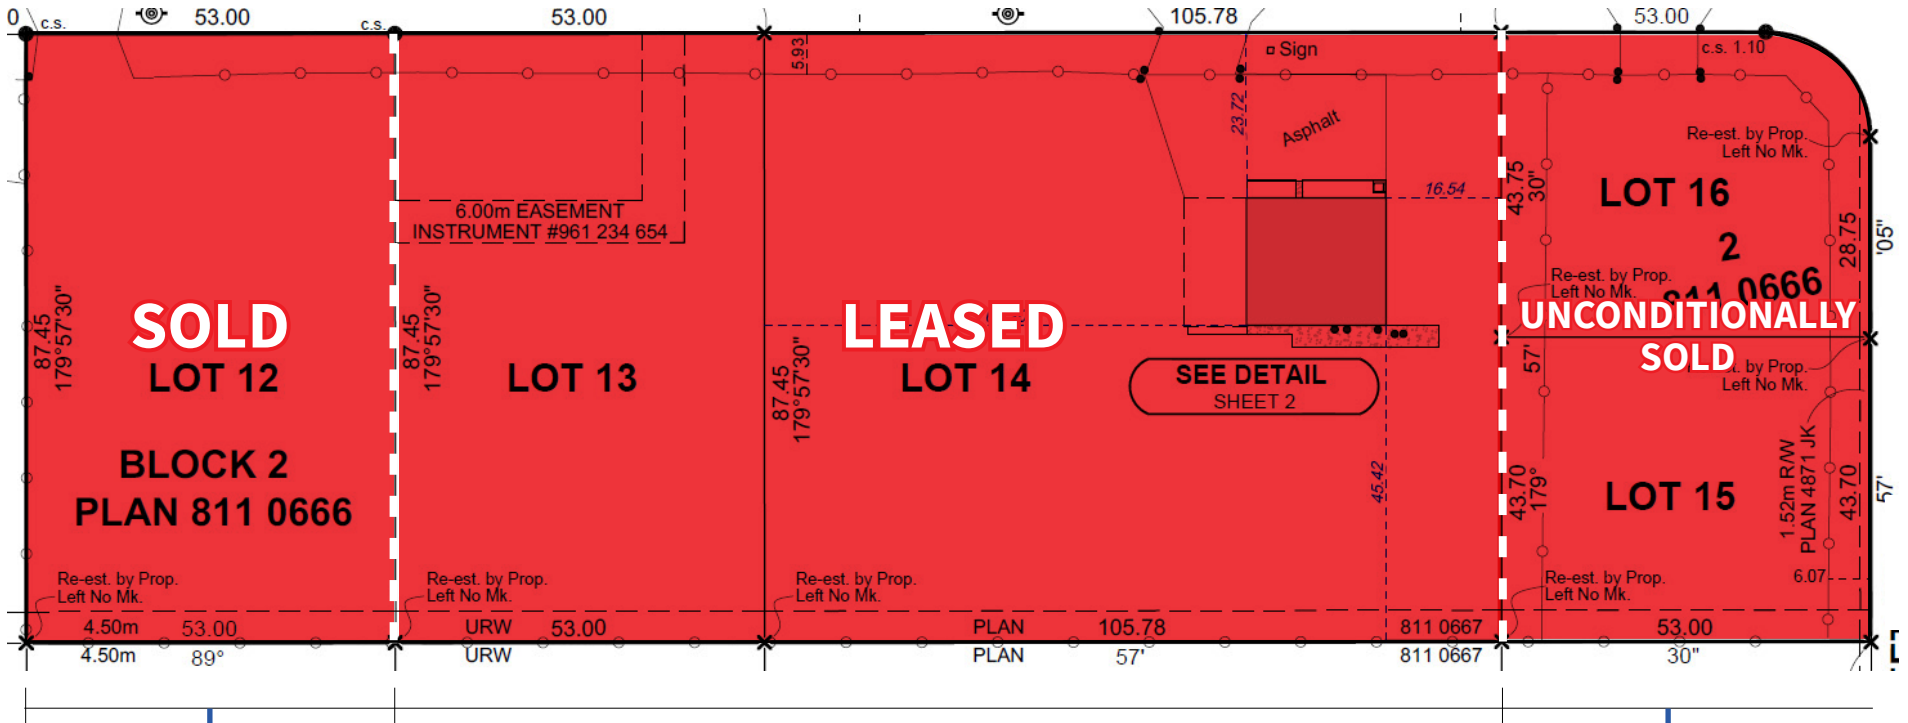 0
c.s.
53.00
c.s.
53.00
105.78
53.00
5.93
Sign
c.s. 1.10
23.72
Asphalt
Re-est. by Prop.
Left No Mk.
16.54
43.75
30"
LOT 16
2
811 0666
28.75
'05"
6.00m EASEMENT
INSTRUMENT #961 234 654
Re-est. by Prop.
Left No Mk.
87.45
179°57'30"
SOLD
LOT 12
BLOCK 2
PLAN 811 0666
87.45
179°57'30"
LOT 13
87.45
179°57'30"
LEASED
LOT 14
SEE DETAIL
SHEET 2
45.42
UNCONDITIONALLY
SOLD
57'
by Prop.
Left No Mk.
43.70
179°
LOT 15
1.52m R/W
PLAN 4871 JK
43.70
57'
6.07
Re-est. by Prop.
Left No Mk.
Re-est. by Prop.
Left No Mk.
Re-est. by Prop.
Left No Mk.
Re-est. by Prop.
Left No Mk.
4.50m 53.00 URW 53.00 PLAN 105.78 811 0667 53.00
4.50m 89° URW PLAN 57' 811 0667 30"